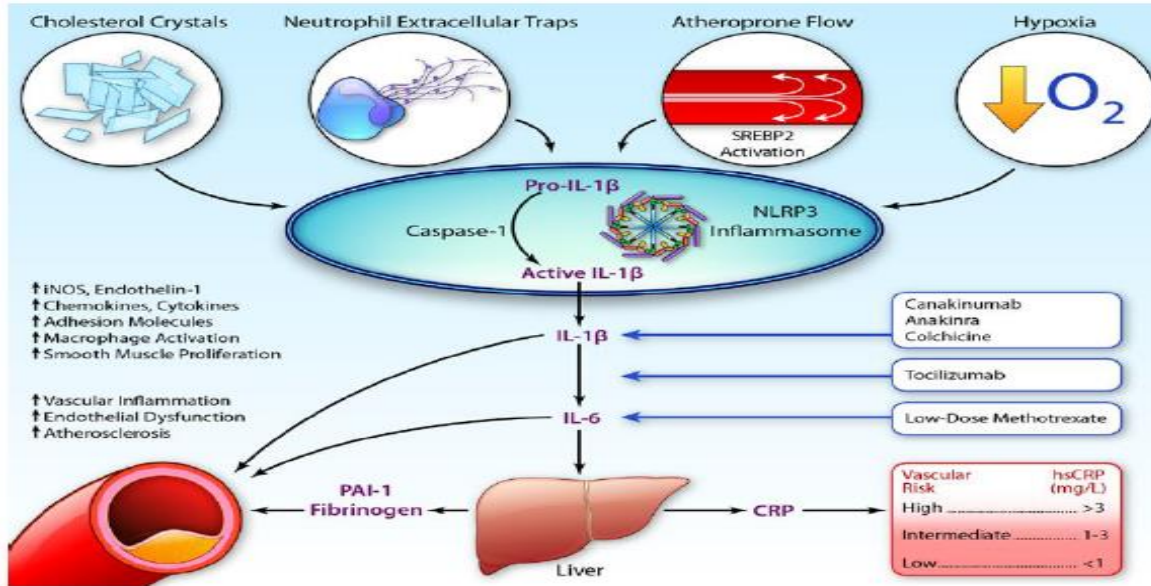 Cholesterol Crystals
Neutrophil Extracellular Traps
Atheroprone Flow
Hypoxia
O2
SREBP2
Activation
Pro-IL-1β
Caspase-1
NLRP3
Inflammasome
Active IL-1β
iNOS, Endothelin-1
Chemokines, Cytokines
Adhesion Molecules
Macrophage Activation
Smooth Muscle Proliferation
IL-1β
Canakinumab
Anakinra
Colchicine
Tocilizumab
Vascular Inflammation
Endothelial Dysfunction
Atherosclerosis
IL-6
Low-Dose Methotrexate
PAI-1
Fibrinogen
Liver
CRP
Vascular Risk hsCRP (mg/L)
High ........ >3
Intermediate ........ 1-3
Low ........ <1